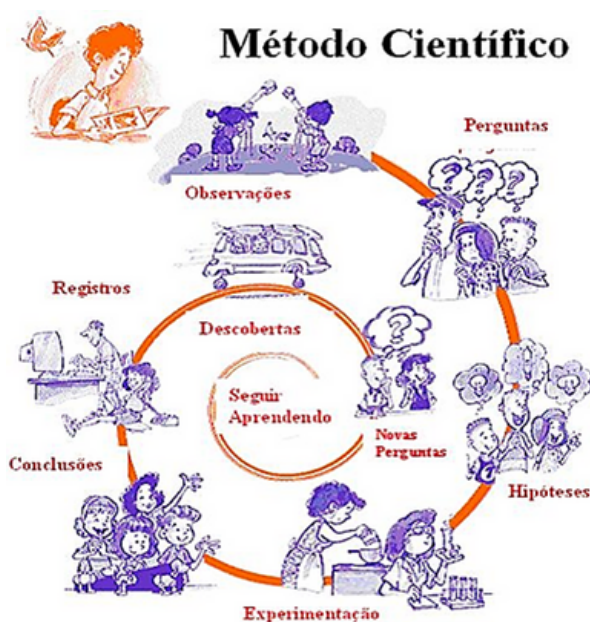 Método Científico
Perguntas
Observações
Registros
Descobertas
Seguir
Aprendendo
Novas
Perguntas
Hipóteses
Conclusões
Experimentação